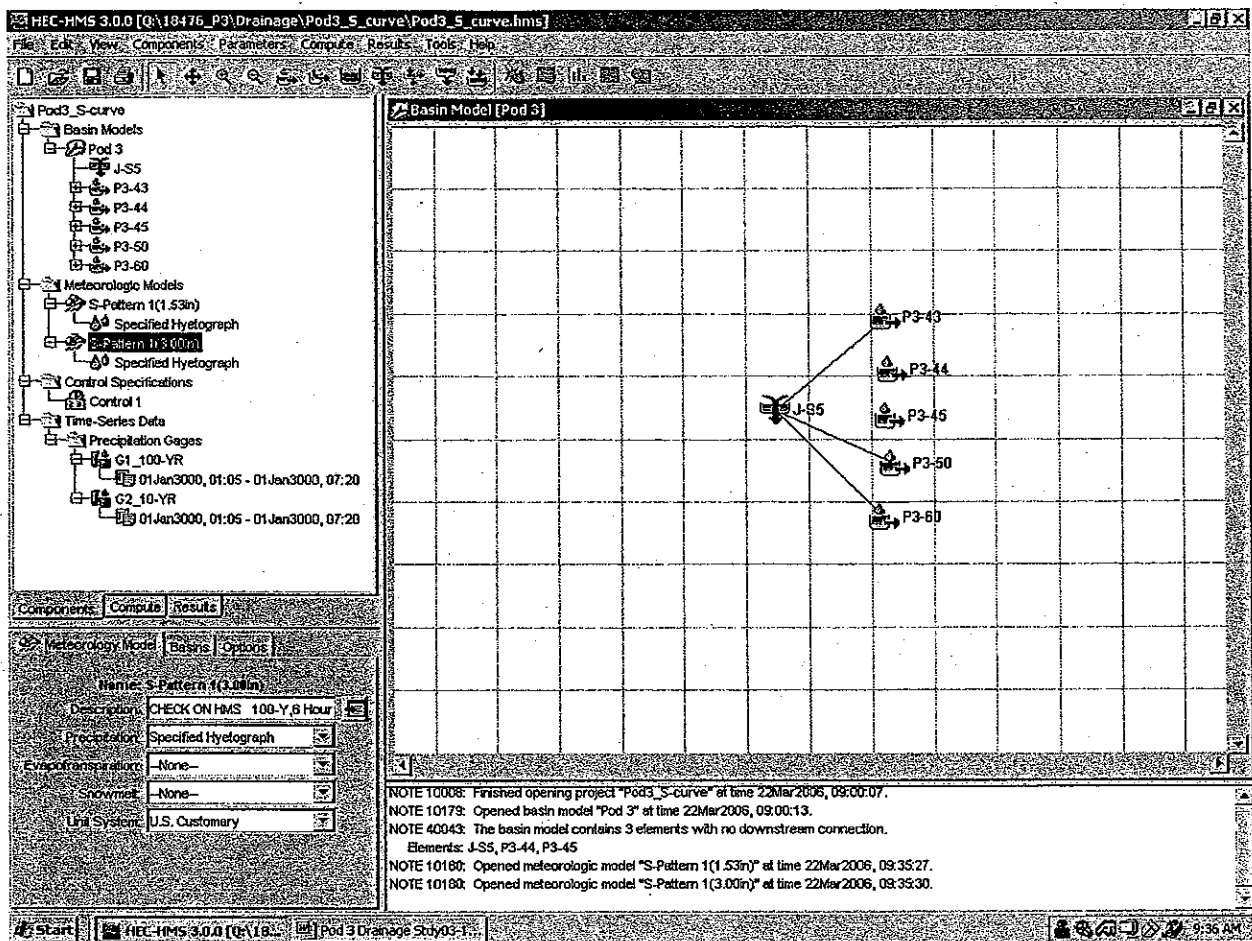 HEC-HMS 3.0.0 [Q:\18476_P3\Drainage\Pod3_S_curve\Pod3_S_curve.hms]
File Edit View Components Parameters Compute Results Tools Help
Pod3_S-curve
Basin Models
Pod 3
J-S5
P3-43
P3-44
P3-45
P3-50
P3-60
Meteorologic Models
S-Pattern 1(1.53in)
Specified Hyetograph
S-Pattern 1(3.00in)
Specified Hyetograph
Control Specifications
Control 1
Time-Series Data
Precipitation Gages
G1_100-YR
01Jan3000, 01:05 - 01Jan3000, 07:20
G2_10-YR
01Jan3000, 01:05 - 01Jan3000, 07:20
Components Compute Results
Meteorology Model Basins Options
Name: S-Pattern 1(3.00in)
Description: CHECK ON HMS 100-Y,6 Hour
Precipitation: Specified Hyetograph
Evapotranspiration: --None--
Snowmelt: --None--
Unit System: U.S. Customary
Basin Model [Pod 3]
P3-43
P3-44
J-S5
P3-45
P3-50
P3-60
NOTE 10008: Finished opening project "Pod3_S-curve" at time 22Mar2006, 09:00:07.
NOTE 10179: Opened basin model "Pod 3" at time 22Mar2006, 09:00:13.
NOTE 40043: The basin model contains 3 elements with no downstream connection.
Elements: J-S5, P3-44, P3-45
NOTE 10180: Opened meteorologic model "S-Pattern 1(1.53in)" at time 22Mar2006, 09:35:27.
NOTE 10180: Opened meteorologic model "S-Pattern 1(3.00in)" at time 22Mar2006, 09:35:30.
Start HEC-HMS 3.0.0 [Q:\18... Pod 3 Drainage Stdy03-1... 9:36 AM